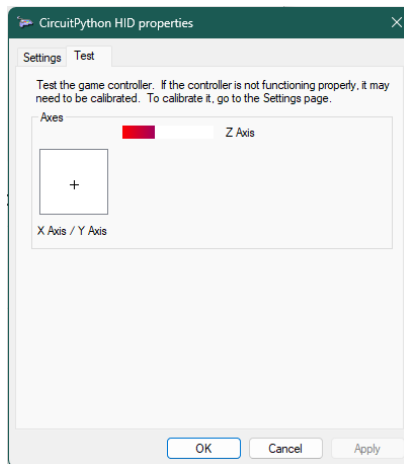 CircuitPython HID properties
Settings
Test
Test the game controller. If the controller is not functioning properly, it may
need to be calibrated. To calibrate it, go to the Settings page.
Axes
Z Axis
X Axis / Y Axis
OK
Cancel
Apply